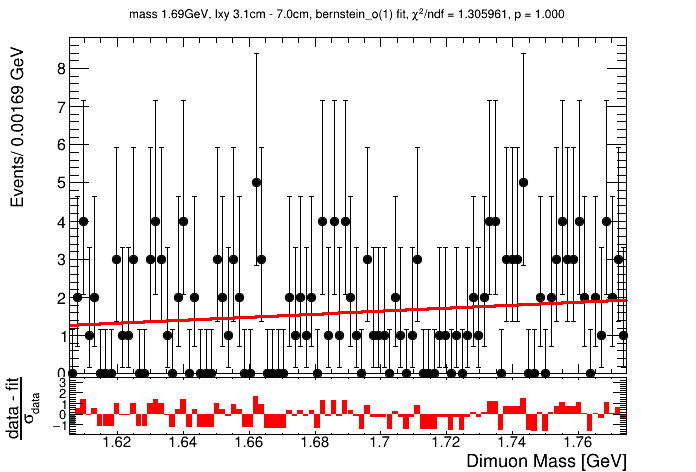 mass 1.69GeV, lxy 3.1cm - 7.0cm, bernstein_o(1) fit, χ²/ndf = 1.305961, p = 1.000
Events/ 0.00169 GeV
8
7
6
5
4
3
2
1
0
data - fit
σdata
3
2
1
0
−1
1.62 1.64 1.66 1.68 1.7 1.72 1.74 1.76
Dimuon Mass [GeV]